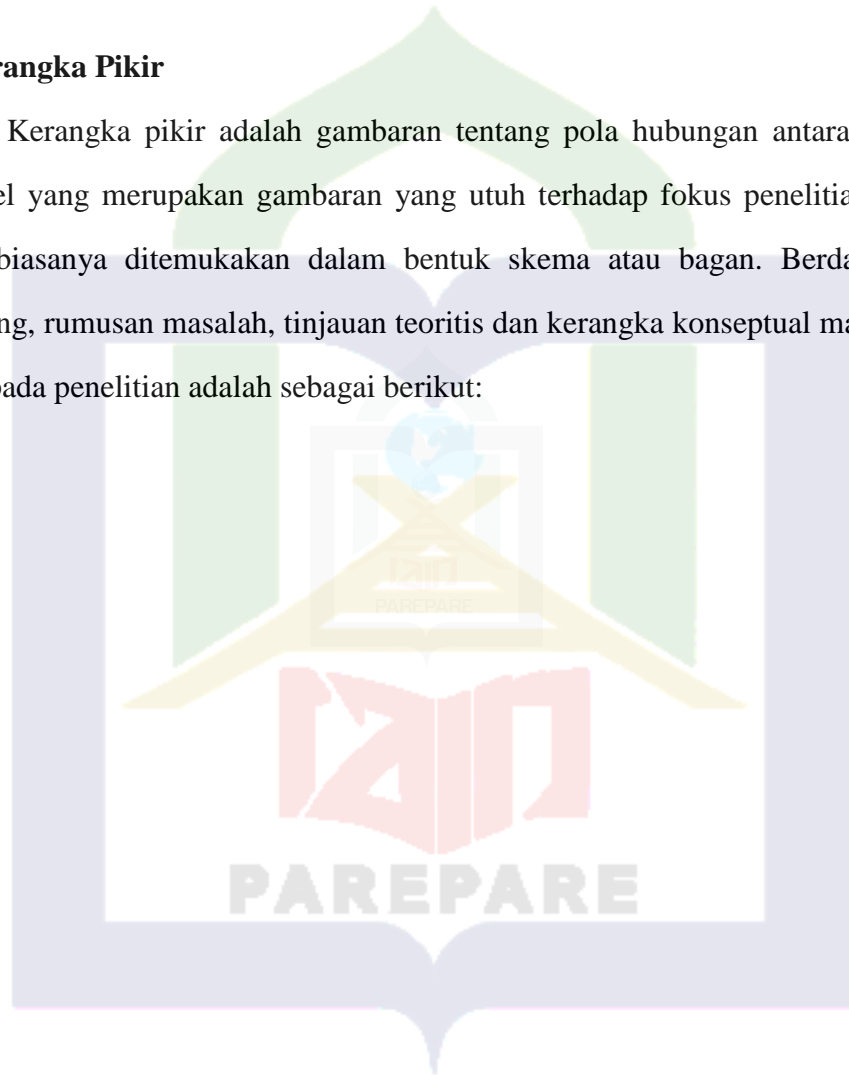 rangka Pikir
Kerangka pikir adalah gambaran tentang pola hubungan antara
el yang merupakan gambaran yang utuh terhadap fokus penelitia
biasanya ditemukakan dalam bentuk skema atau bagan. Berda
ng, rumusan masalah, tinjauan teoritis dan kerangka konseptual ma
pada penelitian adalah sebagai berikut:
iain
PAREPARE
iain
PAREPARE